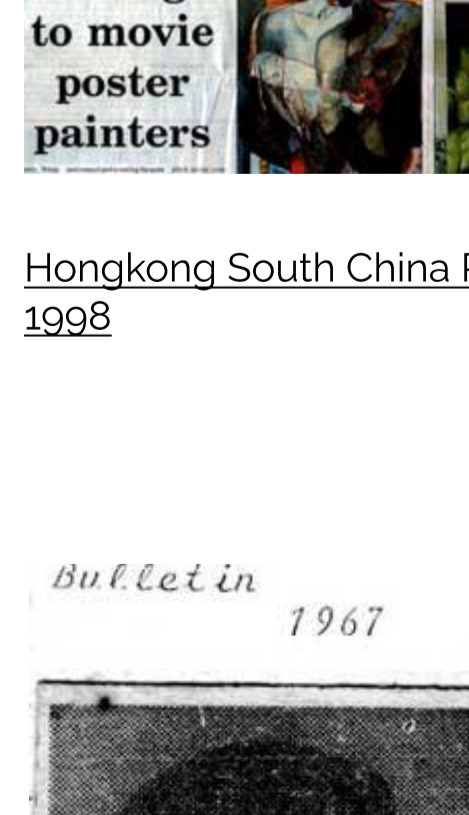 to movie
poster
painters
Hongkong South China
1998
Bulletin
1967